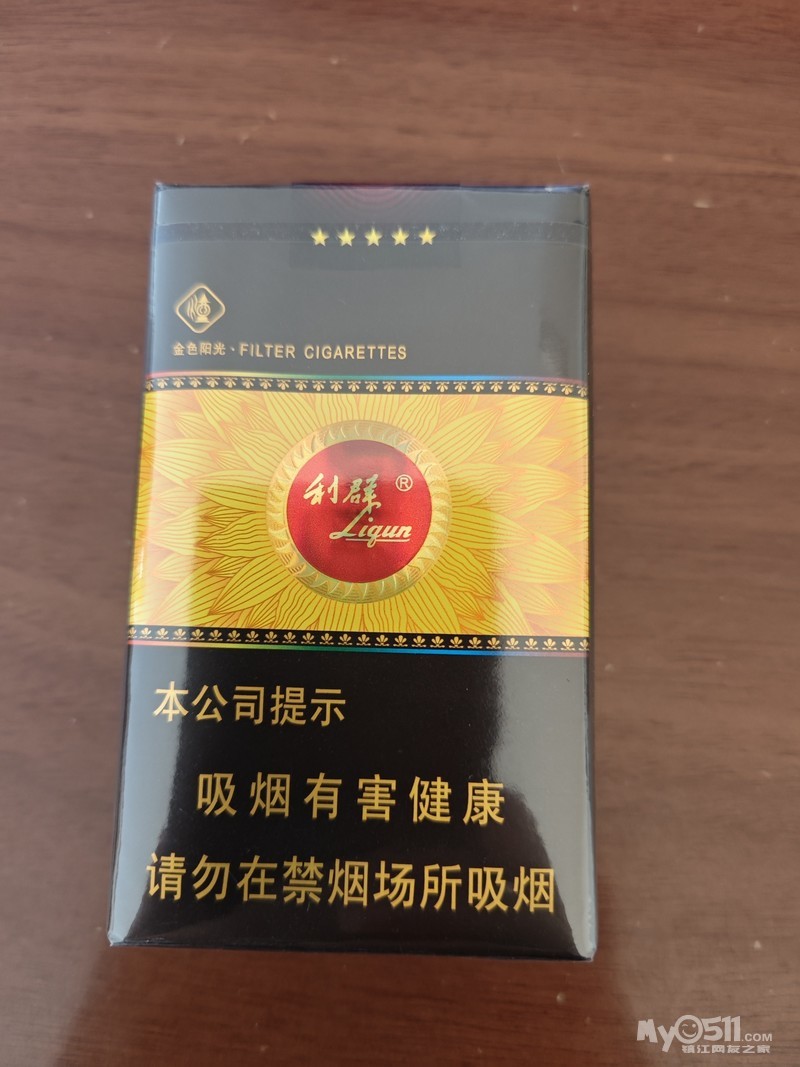 ★★★★★
金色阳光·FILTER CIGARETTES
利群®
Liqun
本公司提示
吸烟有害健康
请勿在禁烟场所吸烟
My0511.COM
镇江网友之家